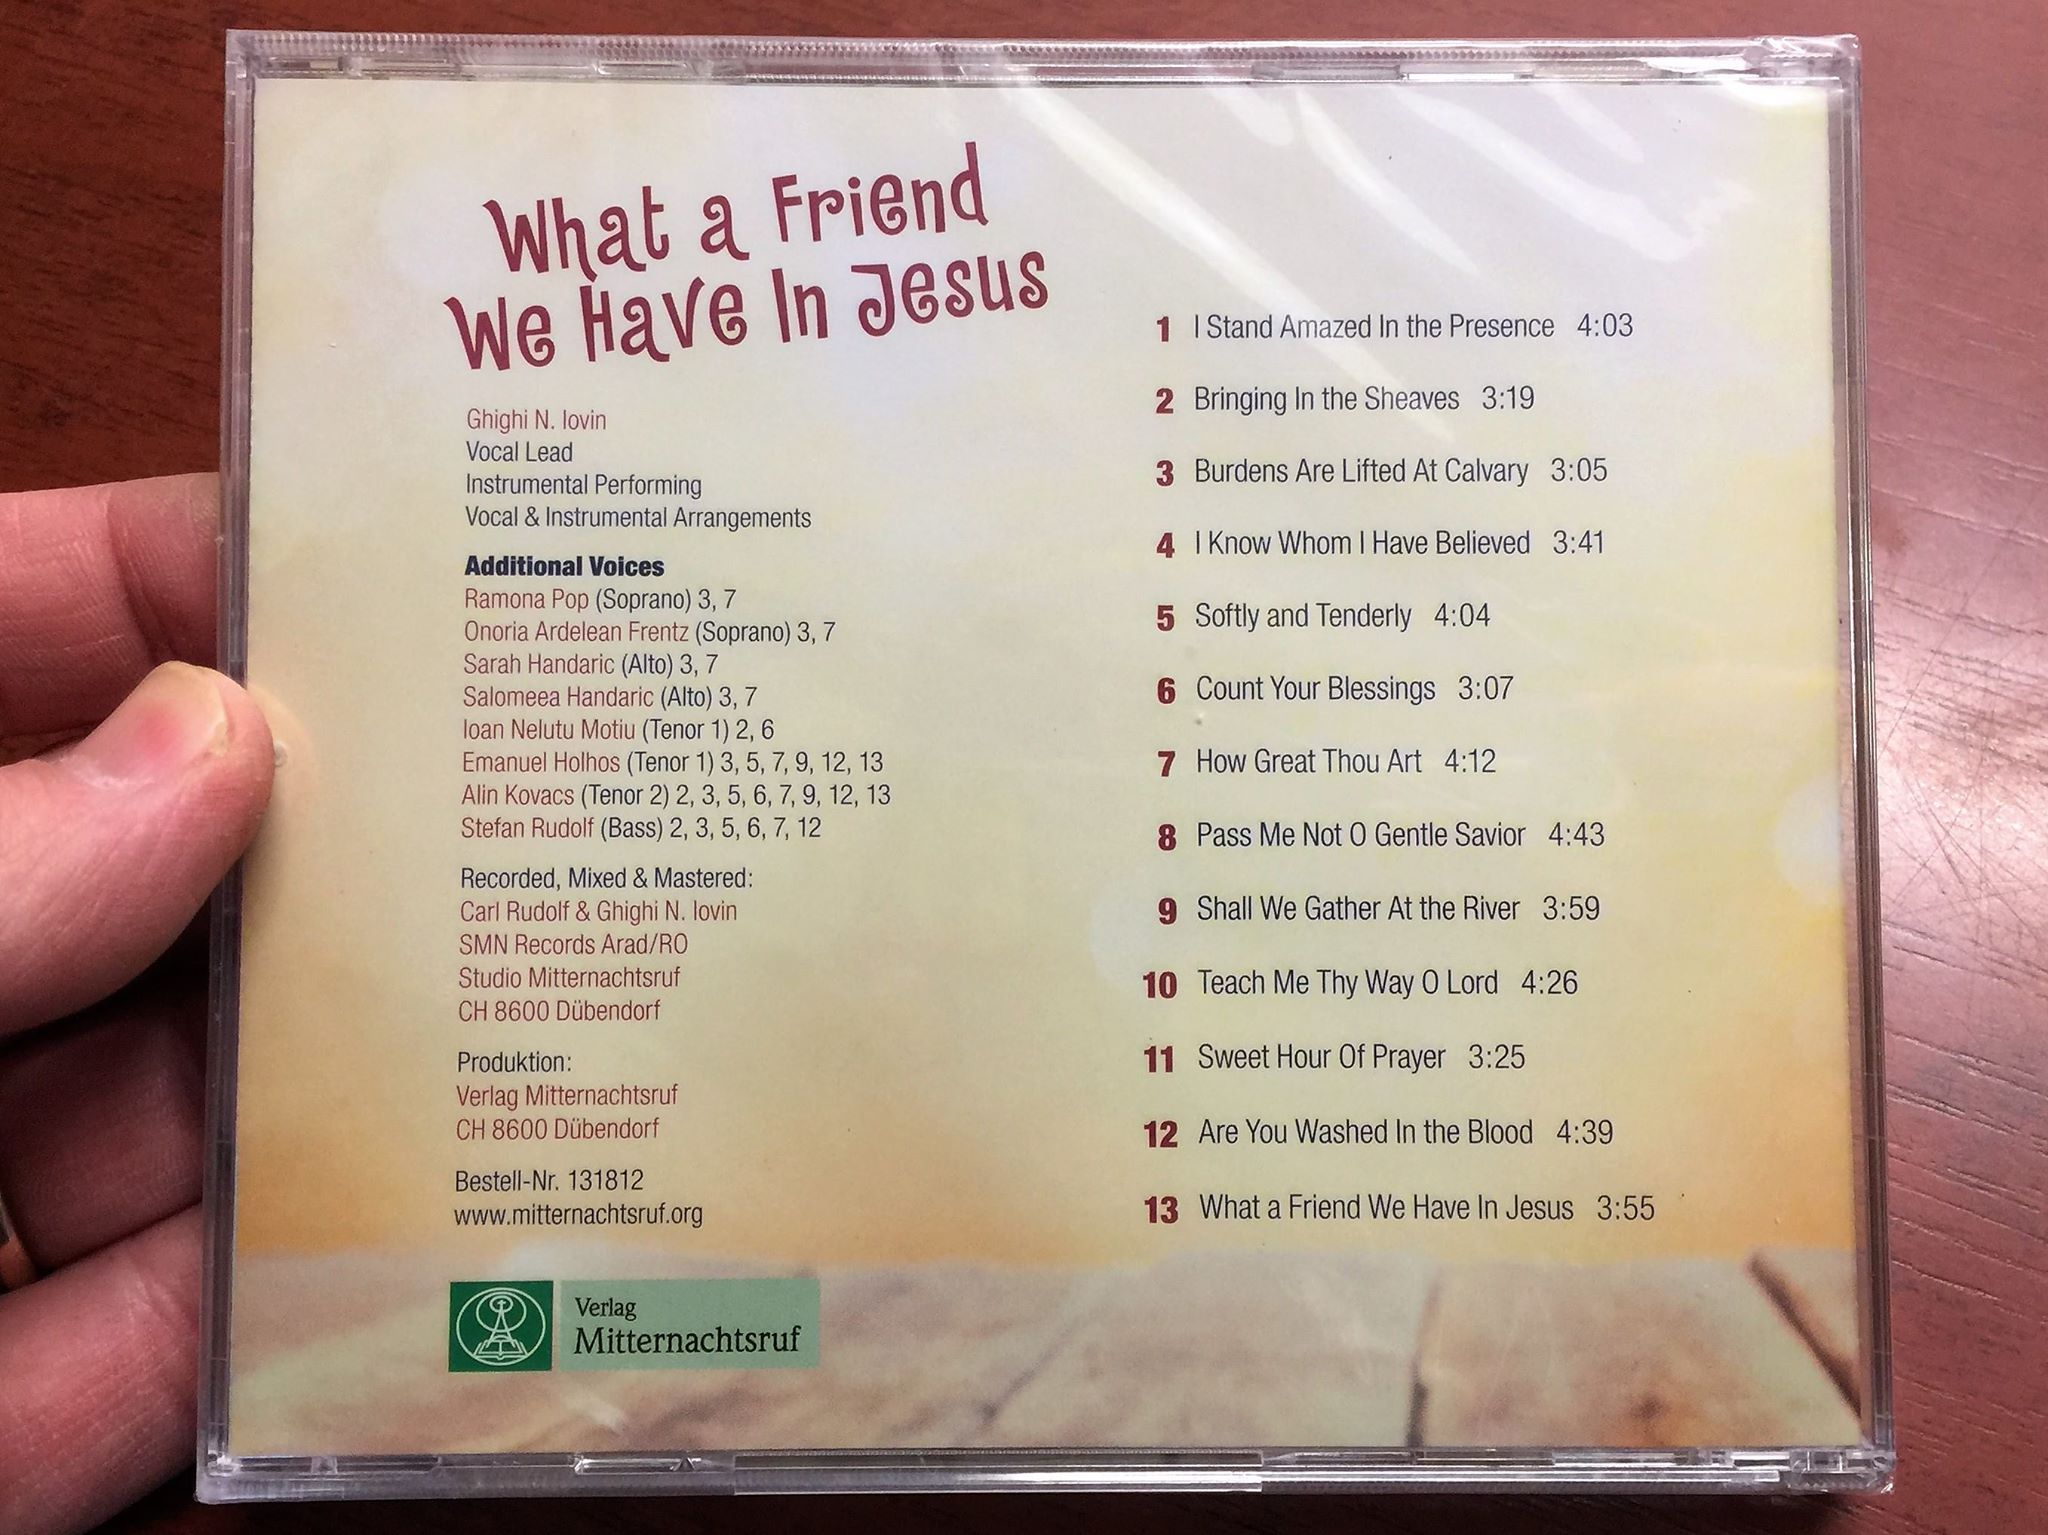 What a Friend
We Have In Jesus
Ghighi N. Iovin
Vocal Lead
Instrumental Performing
Vocal & Instrumental Arrangements
Additional Voices
Ramona Pop (Soprano) 3, 7
Onoria Ardelean Frentz (Soprano) 3, 7
Sarah Handaric (Alto) 3, 7
Salomeea Handaric (Alto) 3, 7
Ioan Nelutu Motiu (Tenor 1) 2, 6
Emanuel Holhos (Tenor 1) 3, 5, 7, 9, 12, 13
Alin Kovacs (Tenor 2) 2, 3, 5, 6, 7, 9, 12, 13
Stefan Rudolf (Bass) 2, 3, 5, 6, 7, 12
Recorded, Mixed & Mastered:
Carl Rudolf & Ghighi N. Iovin
SMN Records Arad/RO
Studio Mitternachtsruf
CH 8600 Dübendorf
Produktion:
Verlag Mitternachtsruf
CH 8600 Dübendorf
Bestell-Nr. 131812
www.mitternachtsruf.org
Verlag
Mitternachtsruf
1 I Stand Amazed In the Presence 4:03
2 Bringing In the Sheaves 3:19
3 Burdens Are Lifted At Calvary 3:05
4 I Know Whom I Have Believed 3:41
5 Softly and Tenderly 4:04
6 Count Your Blessings 3:07
7 How Great Thou Art 4:12
8 Pass Me Not O Gentle Savior 4:43
9 Shall We Gather At the River 3:59
10 Teach Me Thy Way O Lord 4:26
11 Sweet Hour Of Prayer 3:25
12 Are You Washed In the Blood 4:39
13 What a Friend We Have In Jesus 3:55